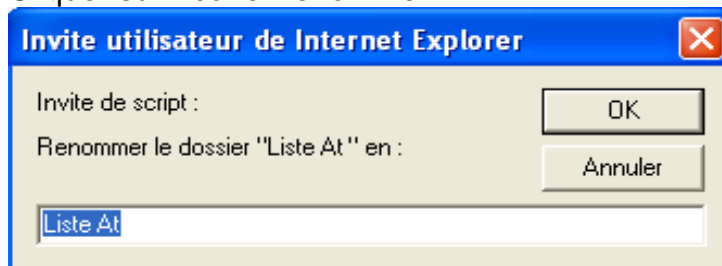 Invite utilisateur de Internet Explorer
Invite de script :
OK
Renommer le dossier "Liste At" en :
Annuler
Liste At